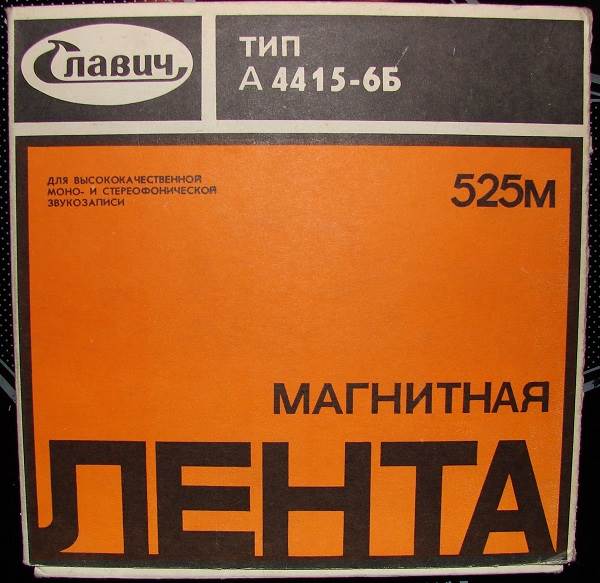 Славич
ТИП
А 4415-6Б
ДЛЯ ВЫСОКОКАЧЕСТВЕННОЙ
МОНО- И СТЕРЕОФОНИЧЕСКОЙ
ЗВУКОЗАПИСИ
525М
МАГНИТНАЯ
ЛЕНТА